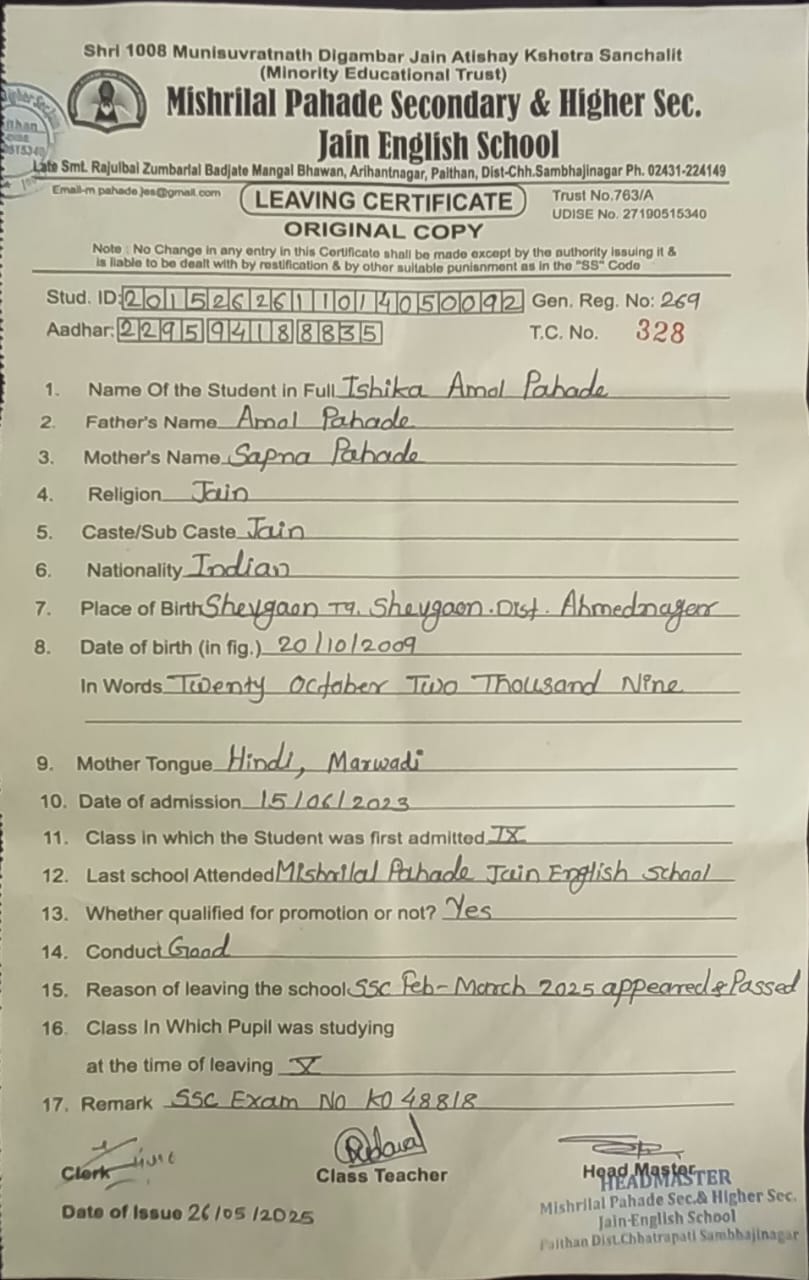 Shri 1008 Munisuvratnath Digambar Jain Atishay Kshetra Sanchalit
(Minority Educational Trust)
Mishrilal Pahade Secondary & Higher Sec.
Jain English School
Late Smt. Rajulbai Zumbarlal Badjate Mangal Bhawan, Arihantnagar, Paithan, Dist-Chh.Sambhajinagar Ph. 02431-224149
Email-m pahade.jes@gmail.com LEAVING CERTIFICATE Trust No.763/A
UDISE No. 27190515340
ORIGINAL COPY
Note : No Change in any entry in this Certificate shall be made except by the authority issuing it &
is liable to be dealt with by restification & by other suitable punisnment as in the "SS" Code
Stud. ID: 2015262611014050092 Gen. Reg. No: 269
Aadhar: 229594188835 T.C. No. 328
1. Name Of the Student in Full Ishika Amol Pahade
2. Father's Name Amol Pahade
3. Mother's Name Sapna Pahade
4. Religion Jain
5. Caste/Sub Caste Jain
6. Nationality Indian
7. Place of Birth Shevgaon Tq. Shevgaon. Dist. Ahmednagar
8. Date of birth (in fig.) 20/10/2009
In Words Twenty October Two Thousand Nine
9. Mother Tongue Hindi, Marwadi
10. Date of admission 15/06/2023
11. Class in which the Student was first admitted IX
12. Last school Attended Mishrilal Pahade Jain English School
13. Whether qualified for promotion or not? Yes
14. Conduct Good
15. Reason of leaving the school SSC Feb-March 2025 appeared & Passed
16. Class In Which Pupil was studying
at the time of leaving X
17. Remark SSC Exam No K048818
Clerk Class Teacher Head Master
HEADMASTER
Mishrilal Pahade Sec.& Higher Sec.
Date of Issue 26/05/2025 Jain-English School
Paithan Dist.Chhatrapati Sambhajinagar